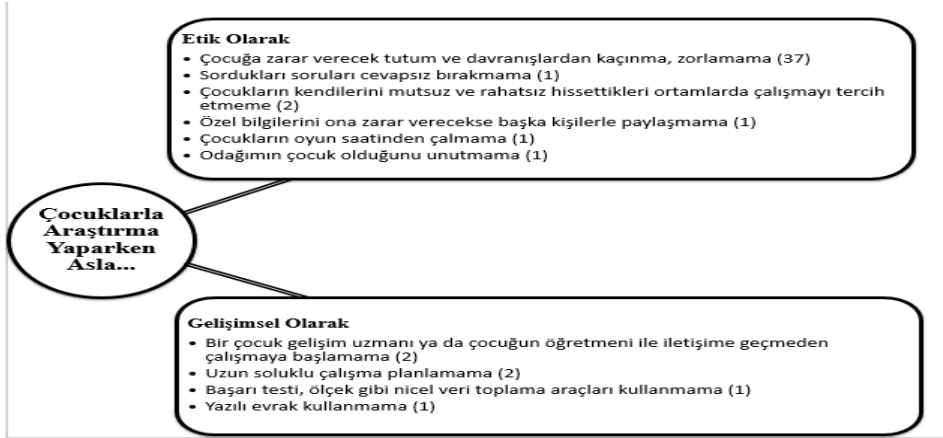 Etik Olarak
• Çocuğa zarar verecek tutum ve davranışlardan kaçınma, zorlamama (37)
• Sordukları soruları cevapsız bırakmama (1)
• Çocukların kendilerini mutsuz ve rahatsız hissettikleri ortamlarda çalışmayı tercih
etmeme (2)
• Özel bilgilerini ona zarar verecekse başka kişilerle paylaşmama (1)
• Çocukların oyun saatinden çalmama (1)
• Odağımın çocuk olduğunu unutmama (1)
Çocuklarla
Araştırma
Yaparken
Asla...
Gelişimsel Olarak
• Bir çocuk gelişim uzmanı ya da çocuğun öğretmeni ile iletişime geçmeden
çalışmaya başlamama (2)
• Uzun soluklu çalışma planlamama (2)
• Başarı testi, ölçek gibi nicel veri toplama araçları kullanmama (1)
• Yazılı evrak kullanmama (1)